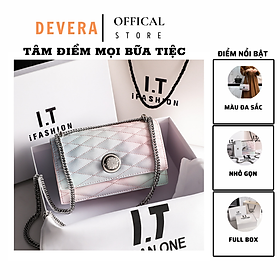 DEVERA
OFFICAL
STORE
TÂM ĐIỂM MỌI BỮA TIỆC
ĐIỂM NỔI BẬT
I.T
iFASHION
I.T
FASHION
I.T
AN ONE
MÀU ĐA SẮC
NHỎ GỌN
FULL BOX